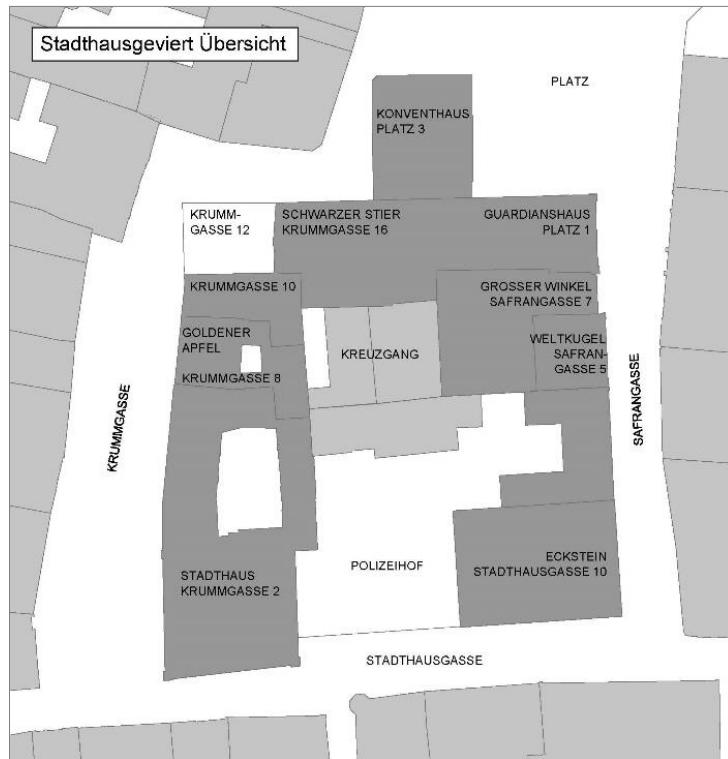 Stadthausgeviert Übersicht
PLATZ
KONVENTHAUS
PLATZ 3
KRUMM-
GASSE 12
SCHWARZER STIER
KRUMMGASSE 16
GUARDIANSHAUS
PLATZ 1
KRUMMGASSE 10
GROSSER WINKEL
SAFRANGASSE 7
GOLDENER
APFEL
KRUMMGASSE 8
KREUZGANG
WELTKUGEL
SAFRAN-
GASSE 5
KRUMMGASSE
SAFRANGASSE
STADTHAUS
KRUMMGASSE 2
POLIZEIHOF
ECKSTEIN
STADTHAUSGASSE 10
STADTHAUSGASSE